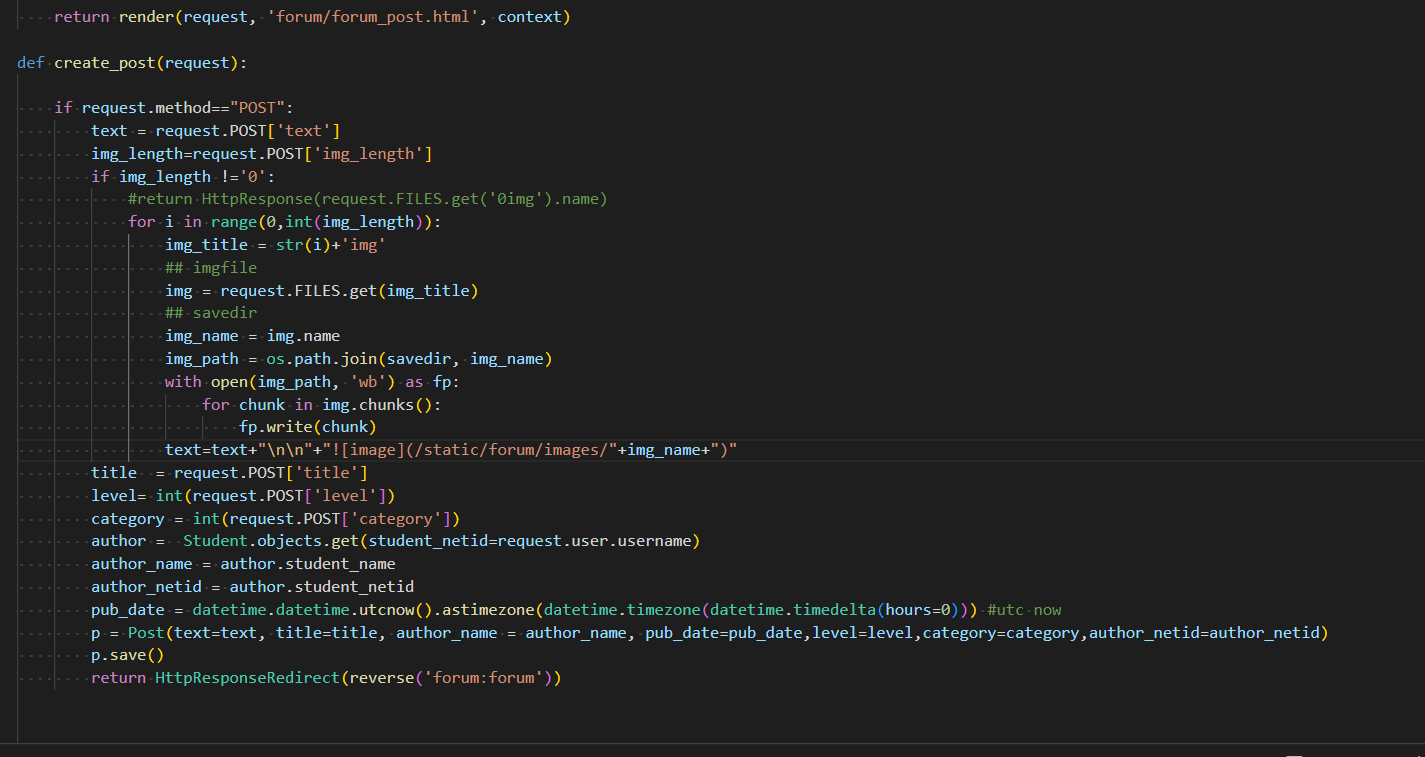 return render(request, 'forum/forum_post.html', context)
def create_post(request):
if request.method=="POST":
text = request.POST['text']
img_length=request.POST['img_length']
if img_length !='0':
#return HttpResponse(request.FILES.get('0img').name)
for i in range(0,int(img_length)):
img_title = str(i)+'img'
## imgfile
img = request.FILES.get(img_title)
## savedir
img_name = img.name
img_path = os.path.join(savedir, img_name)
with open(img_path, 'wb') as fp:
for chunk in img.chunks():
fp.write(chunk)
text=text+"\n\n"+"![image](/static/forum/images/"+img_name+")"
title  = request.POST['title']
level= int(request.POST['level'])
category = int(request.POST['category'])
author =  Student.objects.get(student_netid=request.user.username)
author_name = author.student_name
author_netid = author.student_netid
pub_date = datetime.datetime.utcnow().astimezone(datetime.timezone(datetime.timedelta(hours=0))) #utc now
p = Post(text=text, title=title, author_name = author_name, pub_date=pub_date,level=level,category=category,author_netid=author_netid)
p.save()
return HttpResponseRedirect(reverse('forum:forum'))